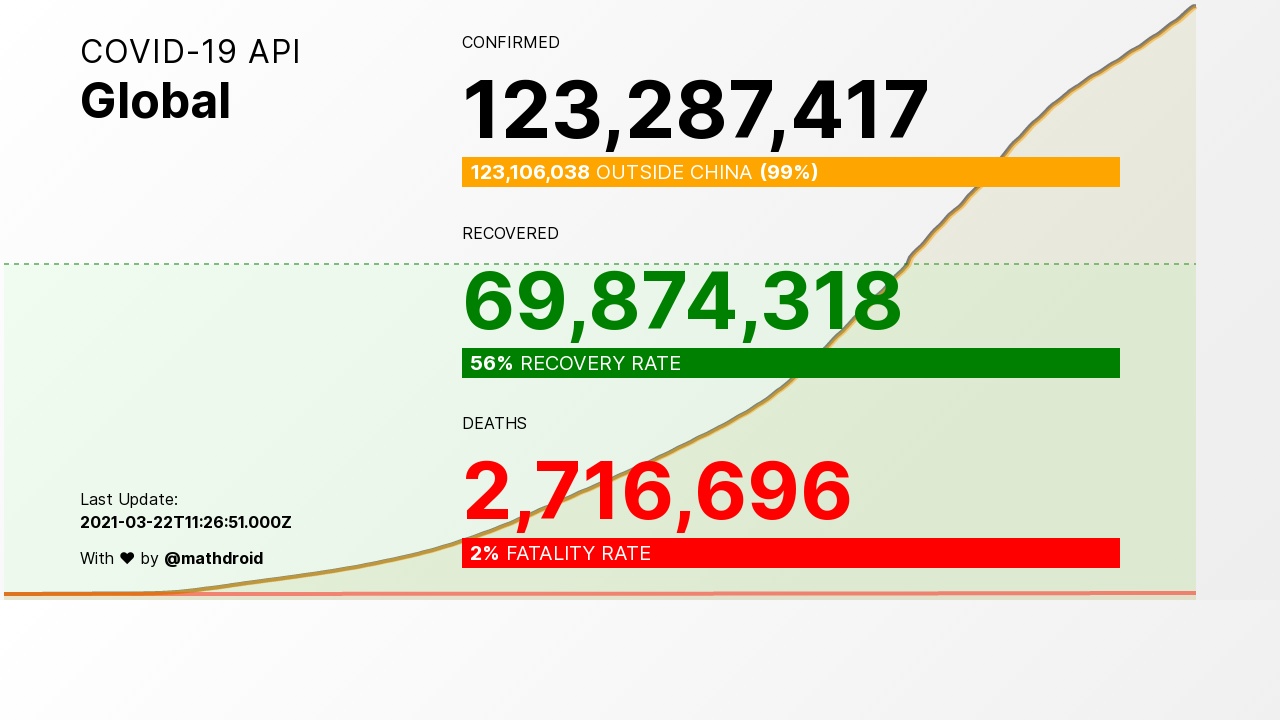 COVID-19 API
Global
CONFIRMED
123,287,417
123,106,038 OUTSIDE CHINA (99%)
RECOVERED
69,874,318
56% RECOVERY RATE
DEATHS
2,716,696
2% FATALITY RATE
Last Update:
2021-03-22T11:26:51.000Z
With ♥ by @mathdroid